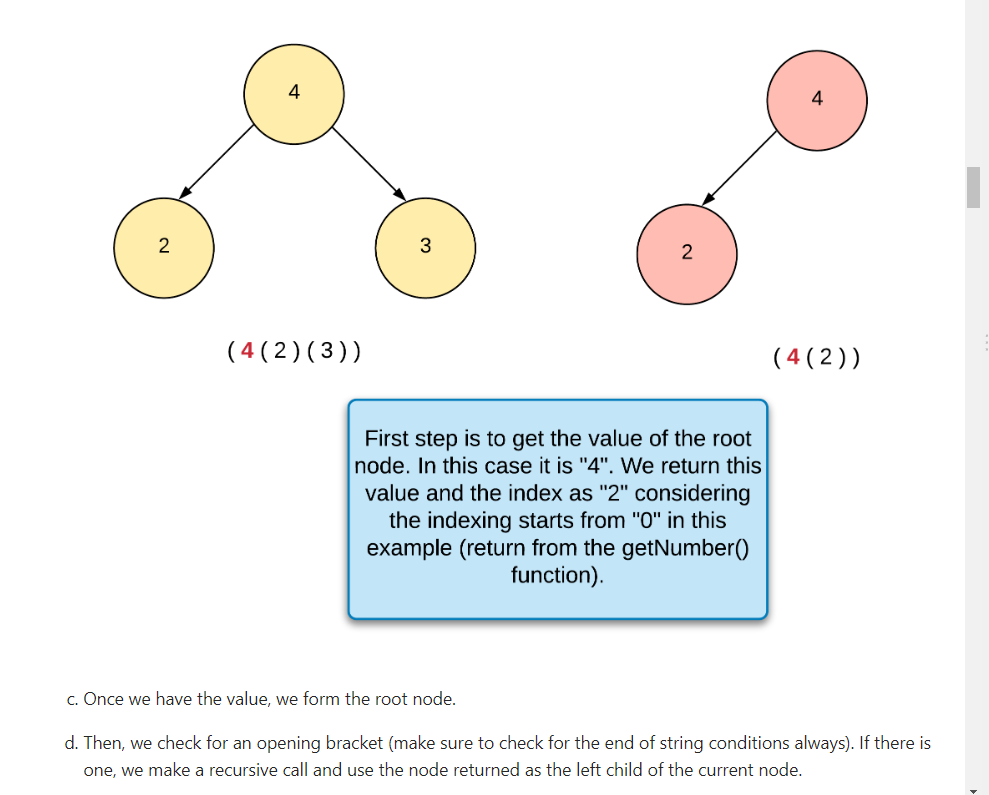 4
4
2
3
2
(4(2)(3))
(4(2))
First step is to get the value of the root
node. In this case it is "4". We return this
value and the index as "2" considering
the indexing starts from "0" in this
example (return from the getNumber()
function).
c. Once we have the value, we form the root node.
d. Then, we check for an opening bracket (make sure to check for the end of string conditions always). If there is
one, we make a recursive call and use the node returned as the left child of the current node.